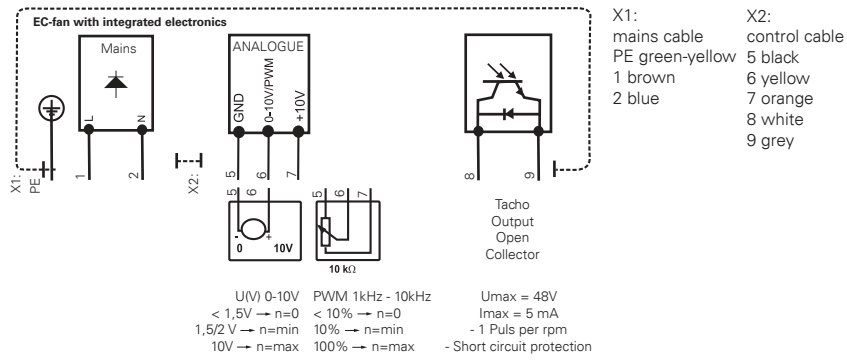 EC-fan with integrated electronics
Mains
L
N
ANALOGUE
GND
0-10V/PWM
+10V
X1:
PE
1
2
X2:
5
6
7
8
9
5
6
- +
0 10V
5
6
7
10 kΩ
Tacho
Output
Open
Collector
U(V) 0-10V
< 1,5V → n=0
1,5/2 V → n=min
10V → n=max
PWM 1kHz - 10kHz
< 10% → n=0
10% → n=min
100% → n=max
Umax = 48V
Imax = 5 mA
- 1 Puls per rpm
- Short circuit protection
X1:
mains cable
PE green-yellow
1 brown
2 blue
X2:
control cable
5 black
6 yellow
7 orange
8 white
9 grey